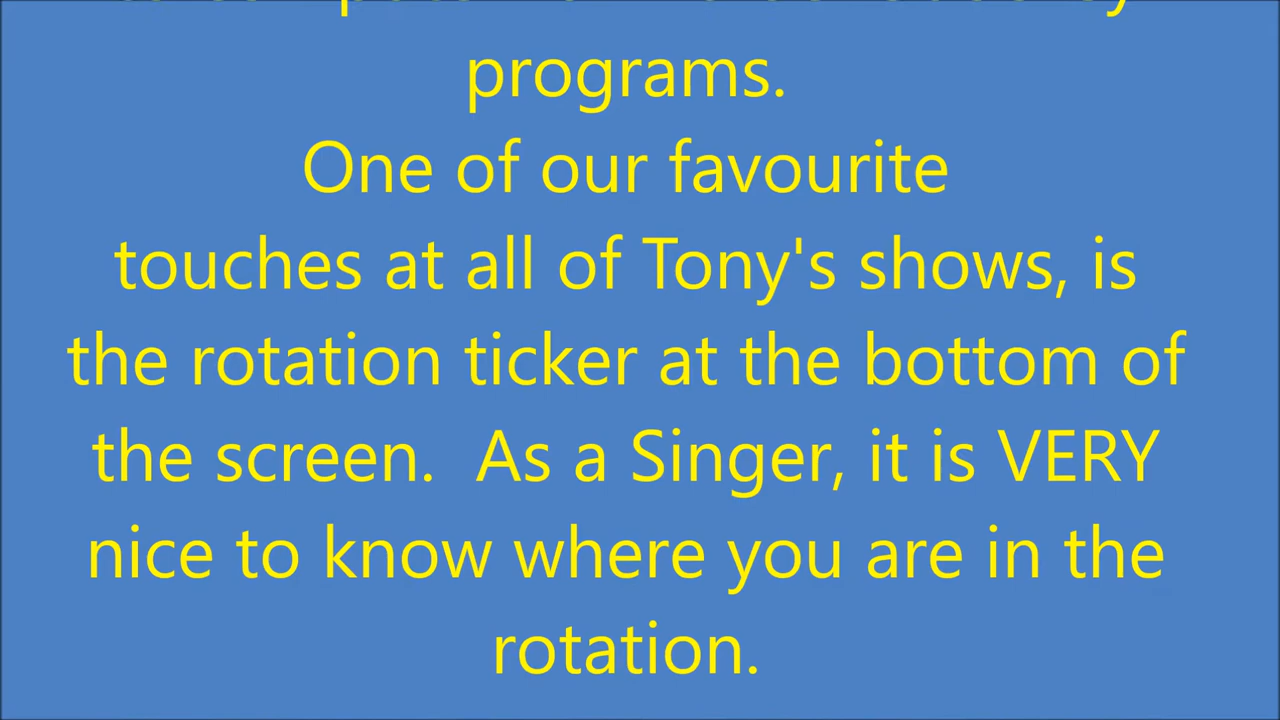 programs.
One of our favourite
touches at all of Tony's shows, is
the rotation ticker at the bottom of
the screen.  As a Singer, it is VERY
nice to know where you are in the
rotation.